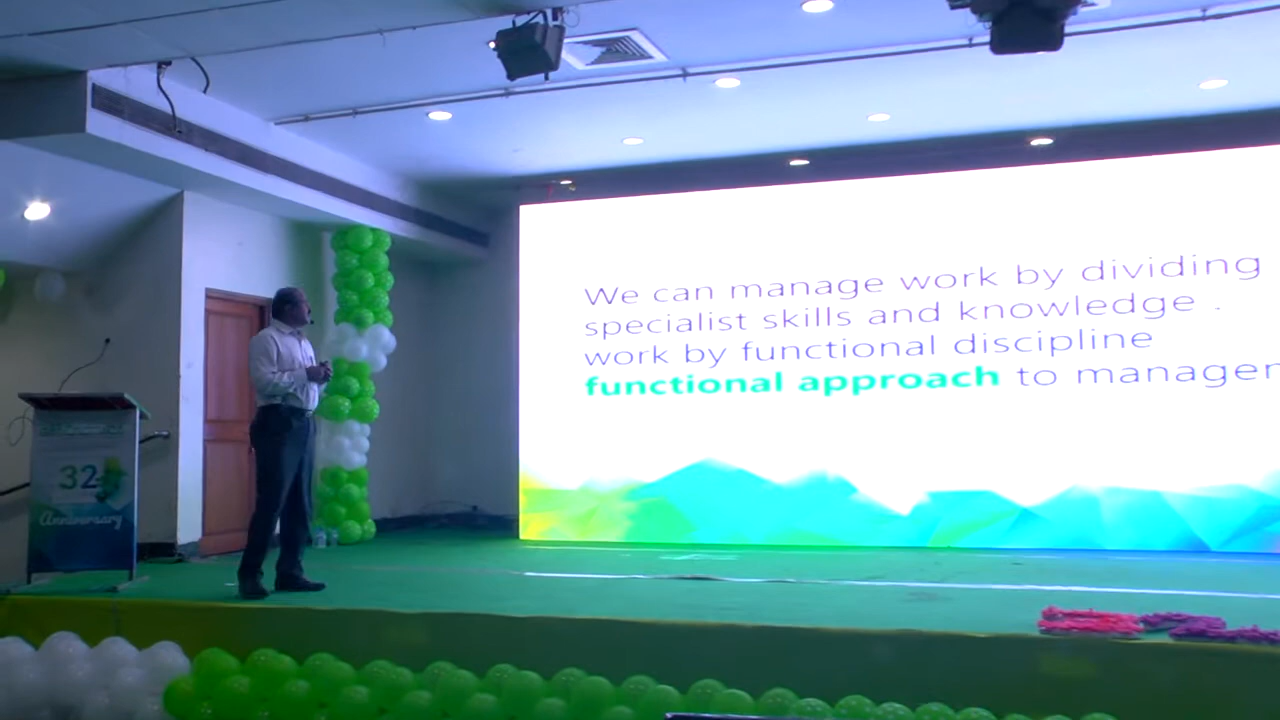 We can manage work by dividing
specialist skills and knowledge .
work by functional discipline
functional approach to managem
32
Anniversary